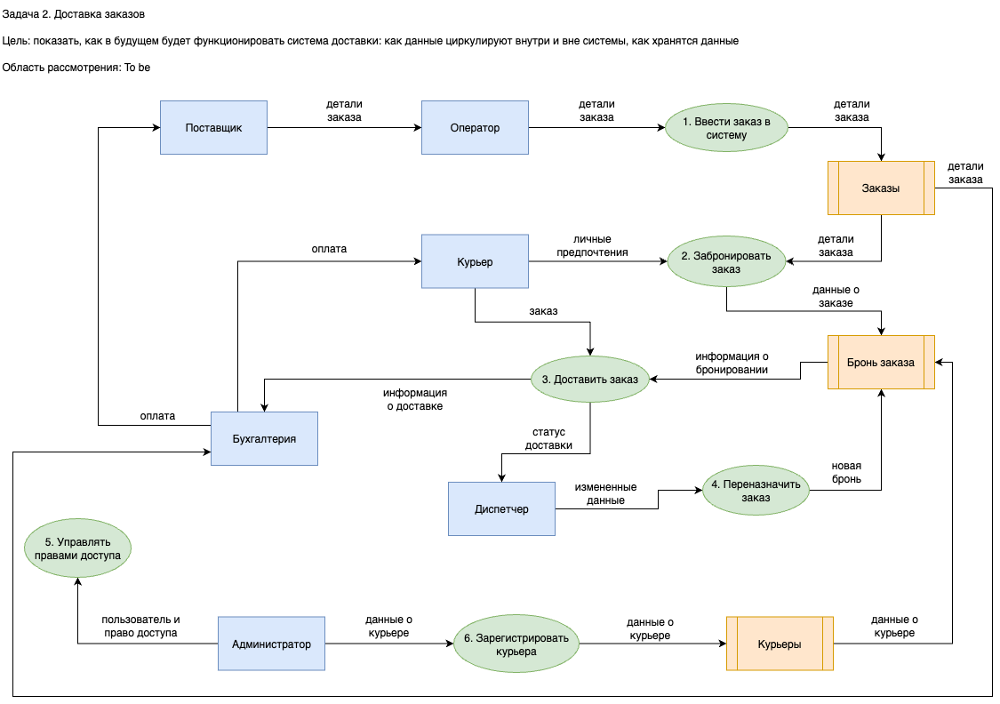 Задача 2. Доставка заказов
Цель: показать, как в будущем будет функционировать система доставки: как данные циркулируют внутри и вне системы, как хранятся данные
Область рассмотрения: To be
Поставщик
детали
заказа
Оператор
детали
заказа
1. Ввести заказ в
систему
детали
заказа
Заказы
детали
заказа
оплата
Курьер
личные
предпочтения
2. Забронировать
заказ
детали
заказа
заказ
данные о
заказе
Бронь заказа
информация о
бронировании
3. Доставить заказ
информация
о доставке
оплата
Бухгалтерия
статус
доставки
Диспетчер
измененные
данные
4. Переназначить
заказ
новая
бронь
5. Управлять
правами доступа
пользователь и
право доступа
Администратор
данные о
курьере
6. Зарегистрировать
курьера
данные о
курьере
Курьеры
данные о
курьере